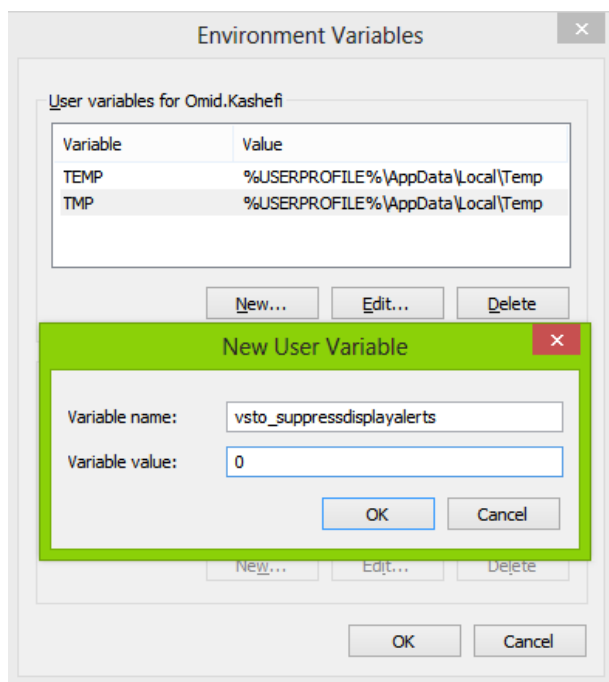 Environment Variables
User variables for Omid.Kashefi
Variable Value
TEMP %USERPROFILE%\AppData\Local\Temp
TMP %USERPROFILE%\AppData\Local\Temp
New... Edit... Delete
New User Variable
Variable name: vsto_suppressdisplayalerts
Variable value: 0
OK Cancel
New... Edit... Delete
OK Cancel